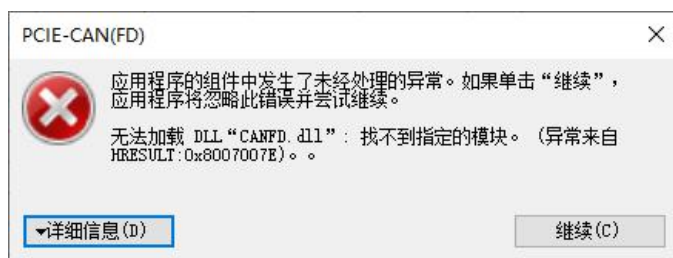 PCIE-CAN(FD)
应用程序的组件中发生了未经处理的异常。如果单击“继续”，
应用程序将忽略此错误并尝试继续。
无法加载 DLL“CANFD.dll”: 找不到指定的模块。 (异常来自
HRESULT:0x8007007E)。。
详细信息(D)
继续(C)